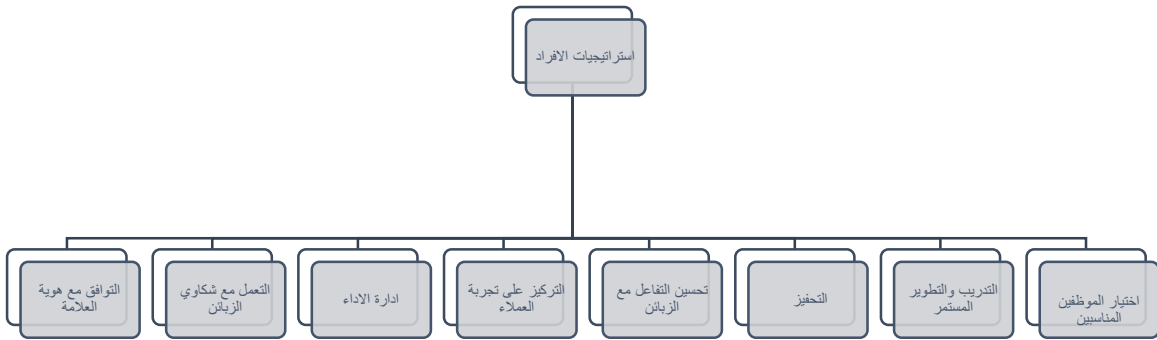 استراتيجيات الافراد
اختيار الموظفين
المناسبين
التدريب والتطوير
المستمر
التحفيز
تحسين التفاعل مع
الزبائن
التركيز على تجربة
العملاء
ادارة الاداء
التعمل مع شكاوي
الزبائن
التوافق مع هوية
العلامة